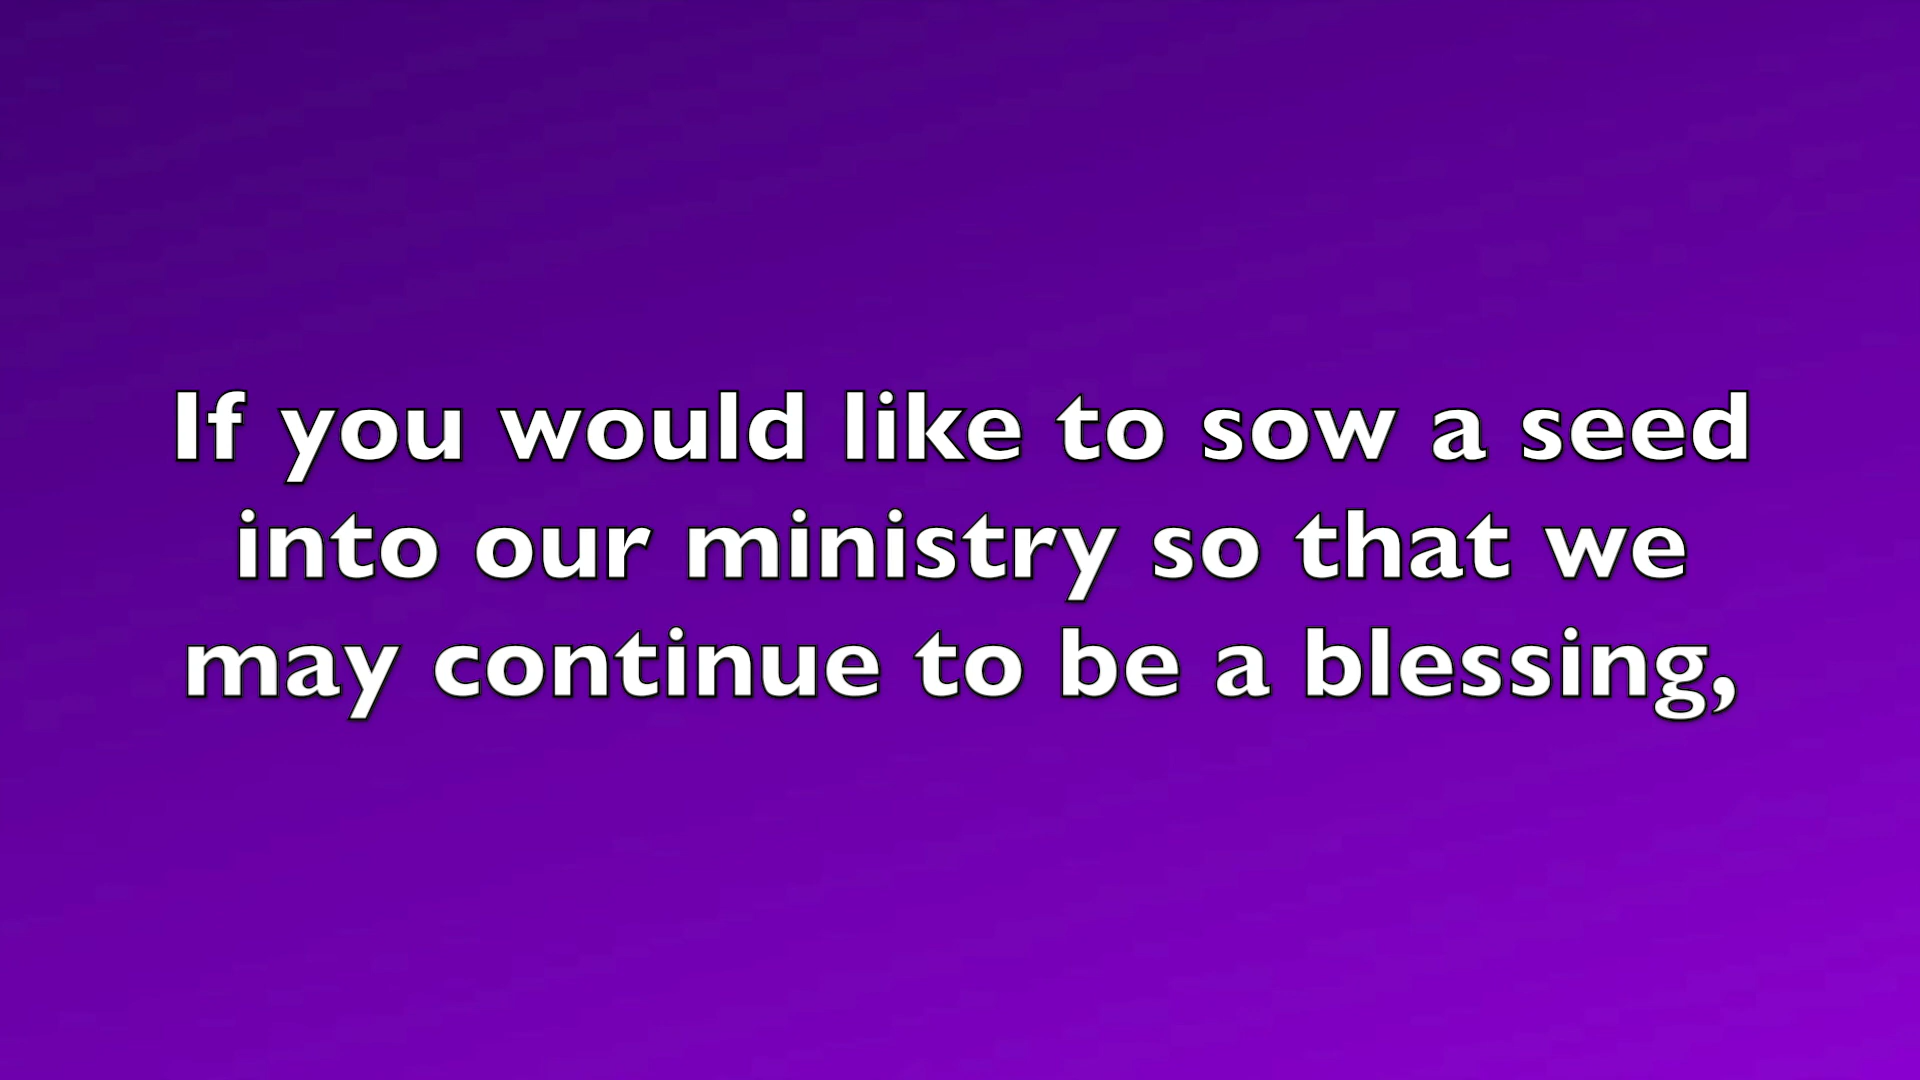 If you would like to sow a seed
into our ministry so that we
may continue to be a blessing,